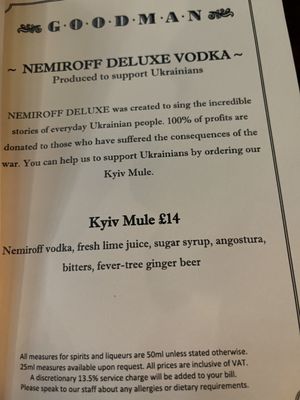 G·O·O·D·M·A·N
~ NEMIROFF DELUXE VODKA ~
Produced to support Ukrainians
NEMIROFF DELUXE was created to sing the incredible
stories of everyday Ukrainian people. 100% of profits are
donated to those who have suffered the consequences of the
war. You can help us to support Ukrainians by ordering our
Kyiv Mule.
Kyiv Mule £14
Nemiroff vodka, fresh lime juice, sugar syrup, angostura,
bitters, fever-tree ginger beer
All measures for spirits and liqueurs are 50ml unless stated otherwise.
25ml measures available upon request. All prices are inclusive of VAT.
A discretionary 13.5% service charge will be added to your bill.
Please speak to our staff about any allergies or dietary requirements.